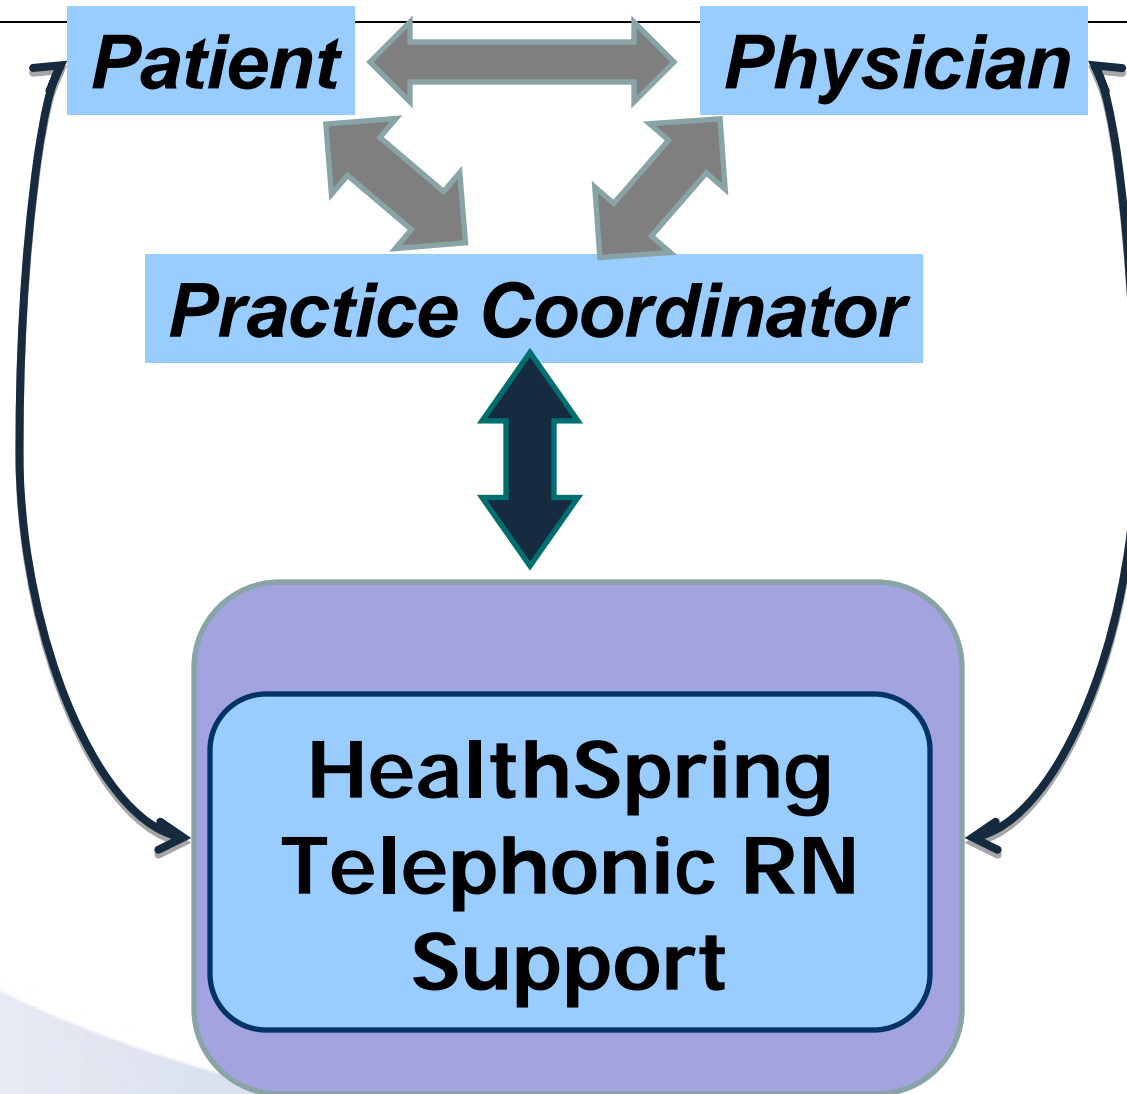 Patient
Physician
Practice Coordinator
HealthSpring
Telephonic RN
Support